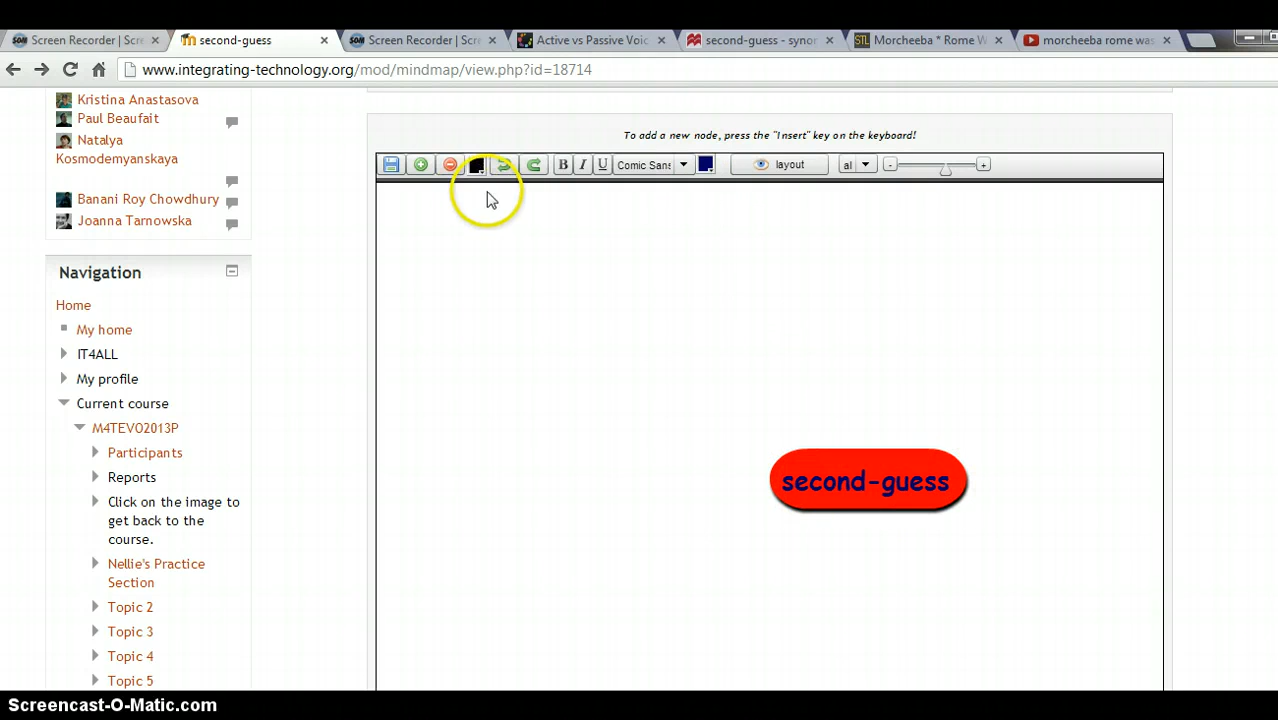 Screen Recorder | Scre
second-guess
Screen Recorder | Scre
Active vs Passive Voic
second-guess - synor
Morcheeba * Rome W
morcheeba rome was
www.integrating-technology.org/mod/mindmap/view.php?id=18714
Kristina Anastasova
Paul Beaufait
Natalya
Kosmodemyanskaya
Banani Roy Chowdhury
Joanna Tarnowska
Navigation
Home
My home
IT4ALL
My profile
Current course
M4TEVO2013P
Participants
Reports
Click on the image to
get back to the
course.
Nellie's Practice
Section
Topic 2
Topic 3
Topic 4
Topic 5
To add a new node, press the "Insert" key on the keyboard!
B I U Comic Sans layout al - +
second-guess
Screencast-O-Matic.com